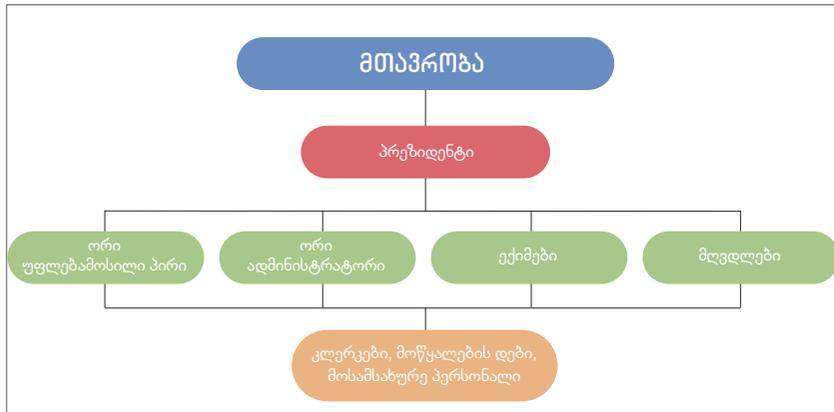 მთავრობა
პრეზიდენტი
ორი
უფლებამოსილი პირი
ორი
ადმინისტრატორი
ექიმები
მღვდლები
კლერკები, მოწყალების დები,
მოსამსახურე პერსონალი